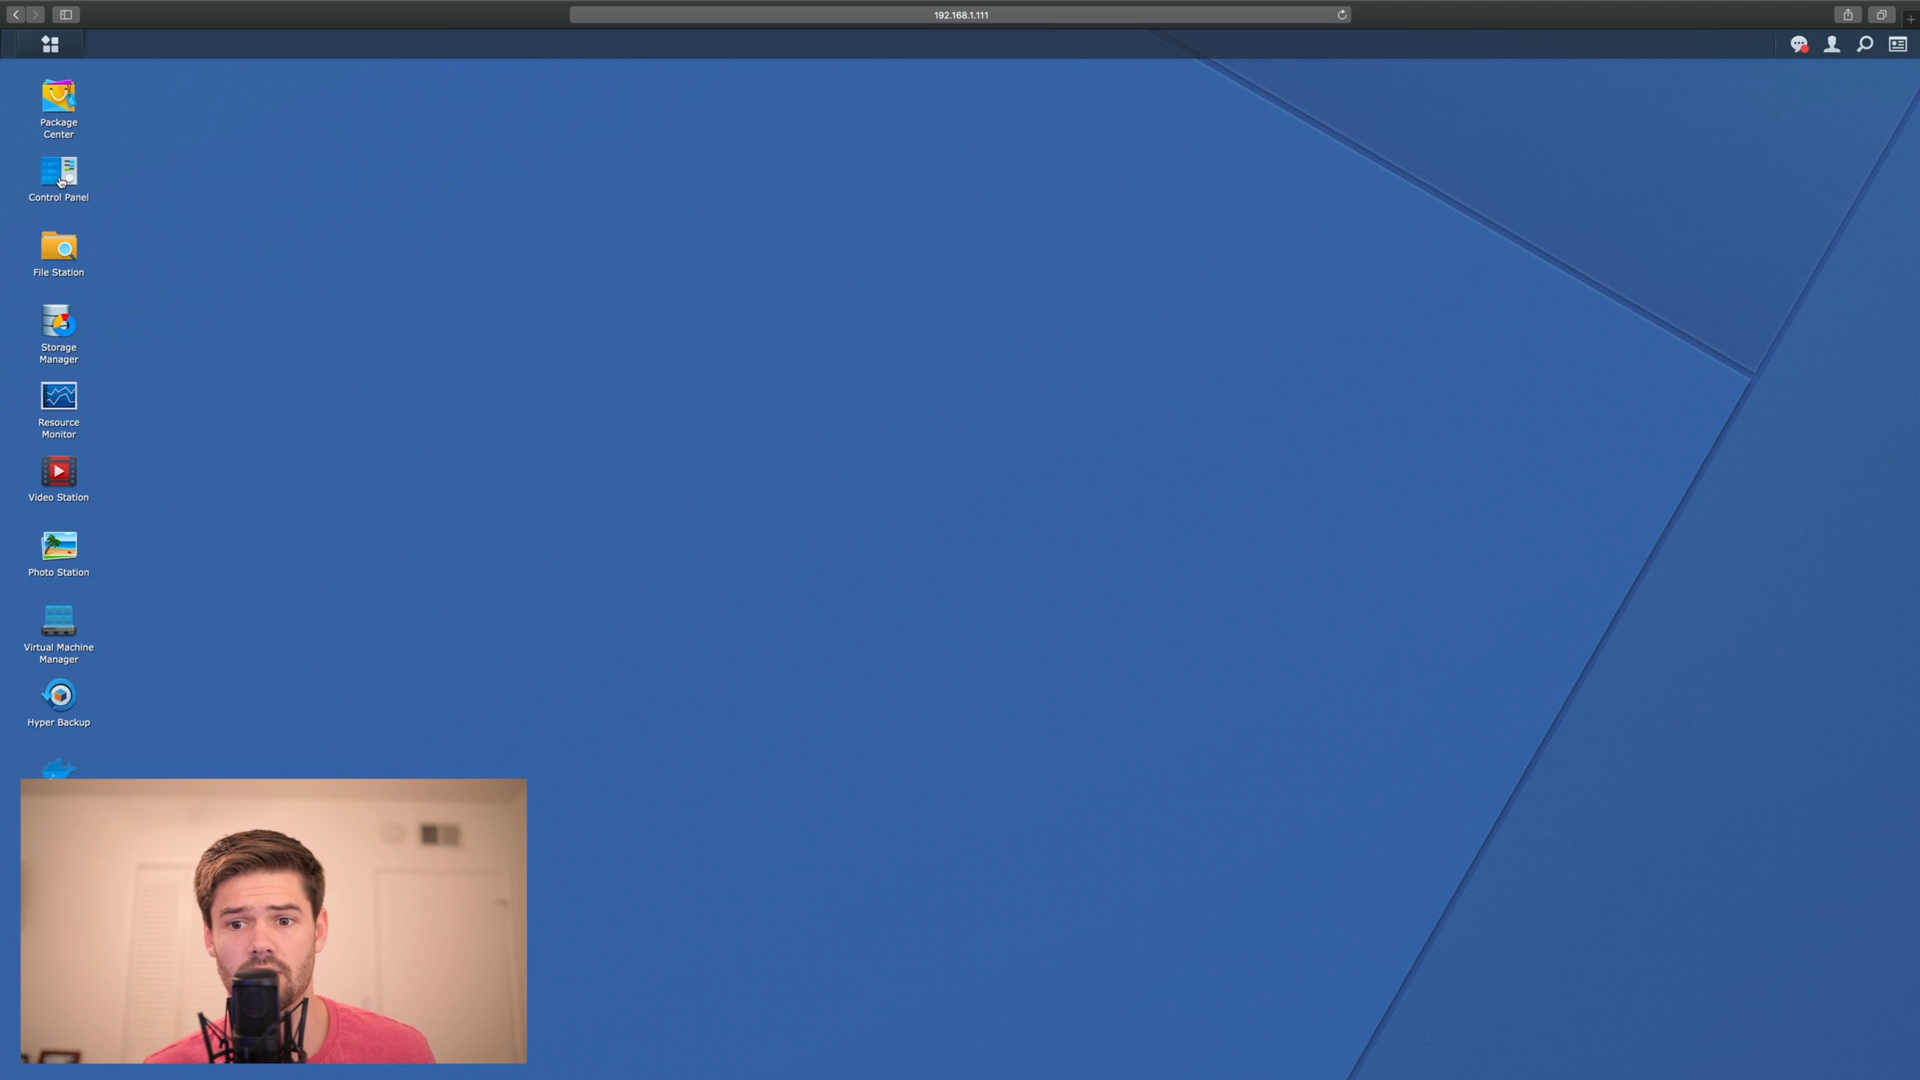 192.168.1.111
Package
Center
Control Panel
File Station
Storage
Manager
Resource
Monitor
Video Station
Photo Station
Virtual Machine
Manager
Hyper Backup